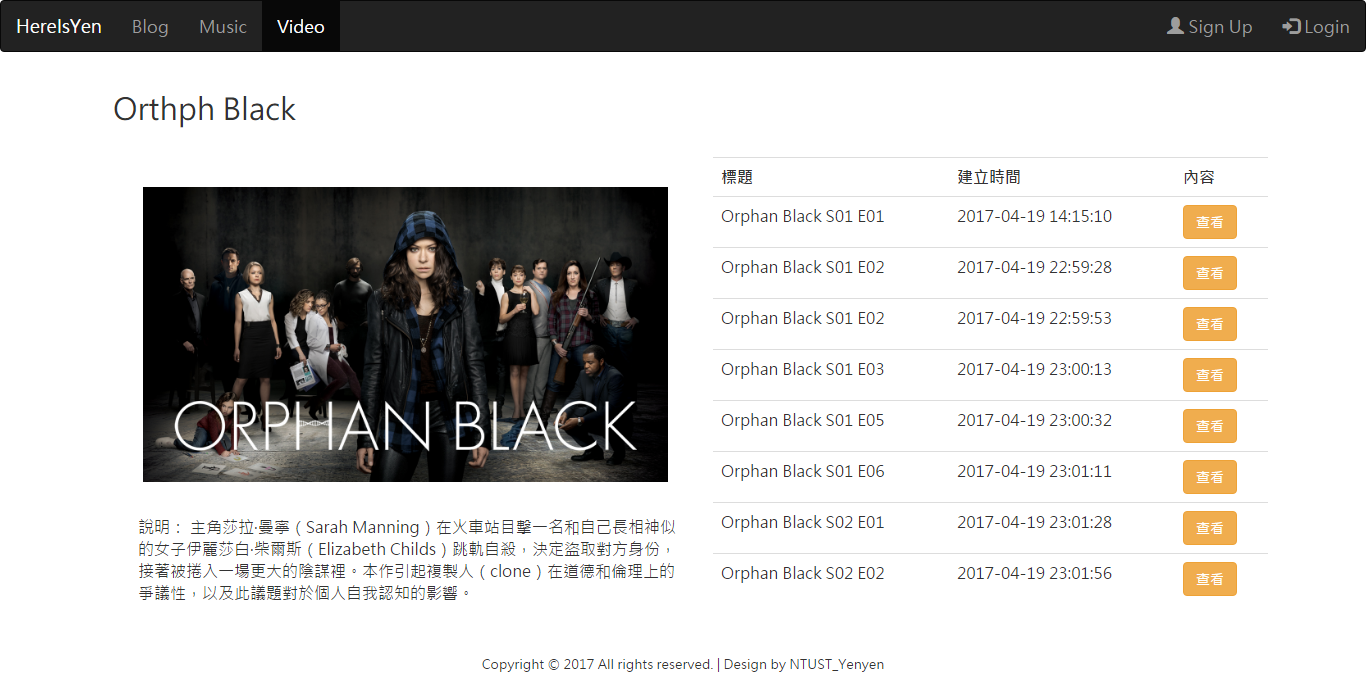 HereIsYen Blog Music Video Sign Up Login
Orthph Black
ORPHAN BLACK
說明： 主角莎拉·曼寧（Sarah Manning）在火車站目擊一名和自己長相神似
的女子伊麗莎白·柴爾斯（Elizabeth Childs）跳軌自殺，決定盜取對方身份，
接著被捲入一場更大的陰謀裡。本作引起複製人（clone）在道德和倫理上的
爭議性，以及此議題對於個人自我認知的影響。
標題 建立時間 內容
Orphan Black S01 E01 2017-04-19 14:15:10 查看
Orphan Black S01 E02 2017-04-19 22:59:28 查看
Orphan Black S01 E02 2017-04-19 22:59:53 查看
Orphan Black S01 E03 2017-04-19 23:00:13 查看
Orphan Black S01 E05 2017-04-19 23:00:32 查看
Orphan Black S01 E06 2017-04-19 23:01:11 查看
Orphan Black S02 E01 2017-04-19 23:01:28 查看
Orphan Black S02 E02 2017-04-19 23:01:56 查看
Copyright © 2017 All rights reserved. | Design by NTUST_Yenyen